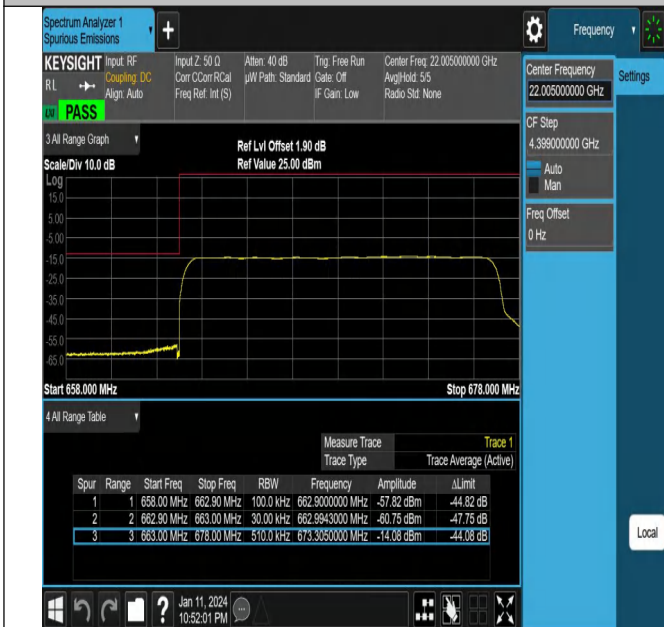 Spectrum Analyzer 1
Spurious Emissions
Frequency
KEYSIGHT
RL
PASS
Input: RF
Coupling: DC
Align: Auto
Input Z: 50 Ω
Corr CCorr RCal
Freq Ref: Int (S)
Atten: 40 dB
µW Path: Standard
Trig: Free Run
Gate: Off
IF Gain: Low
Center Freq: 22.005000000 GHz
Avg|Hold: 5/5
Radio Std: None
Center Frequency
22.005000000 GHz
Settings
CF Step
4.399000000 GHz
Auto
Man
Freq Offset
0 Hz
3 All Range Graph
Scale/Div 10.0 dB
Ref Lvl Offset 1.90 dB
Ref Value 25.00 dBm
Log
15.0
5.00
-5.00
-15.0
-25.0
-35.0
-45.0
-55.0
-65.0
Start 658.000 MHz
Stop 678.000 MHz
4 All Range Table
Measure Trace Trace 1
Trace Type Trace Average (Active)
Spur Range Start Freq Stop Freq RBW Frequency Amplitude ΔLimit
1 1 658.00 MHz 662.90 MHz 100.0 kHz 662.9000000 MHz -57.82 dBm -44.82 dB
2 2 662.90 MHz 663.00 MHz 30.00 kHz 662.9943000 MHz -60.75 dBm -47.75 dB
3 3 663.00 MHz 678.00 MHz 510.0 kHz 673.3050000 MHz -14.08 dBm -44.08 dB
Local
Jan 11, 2024
10:52:01 PM